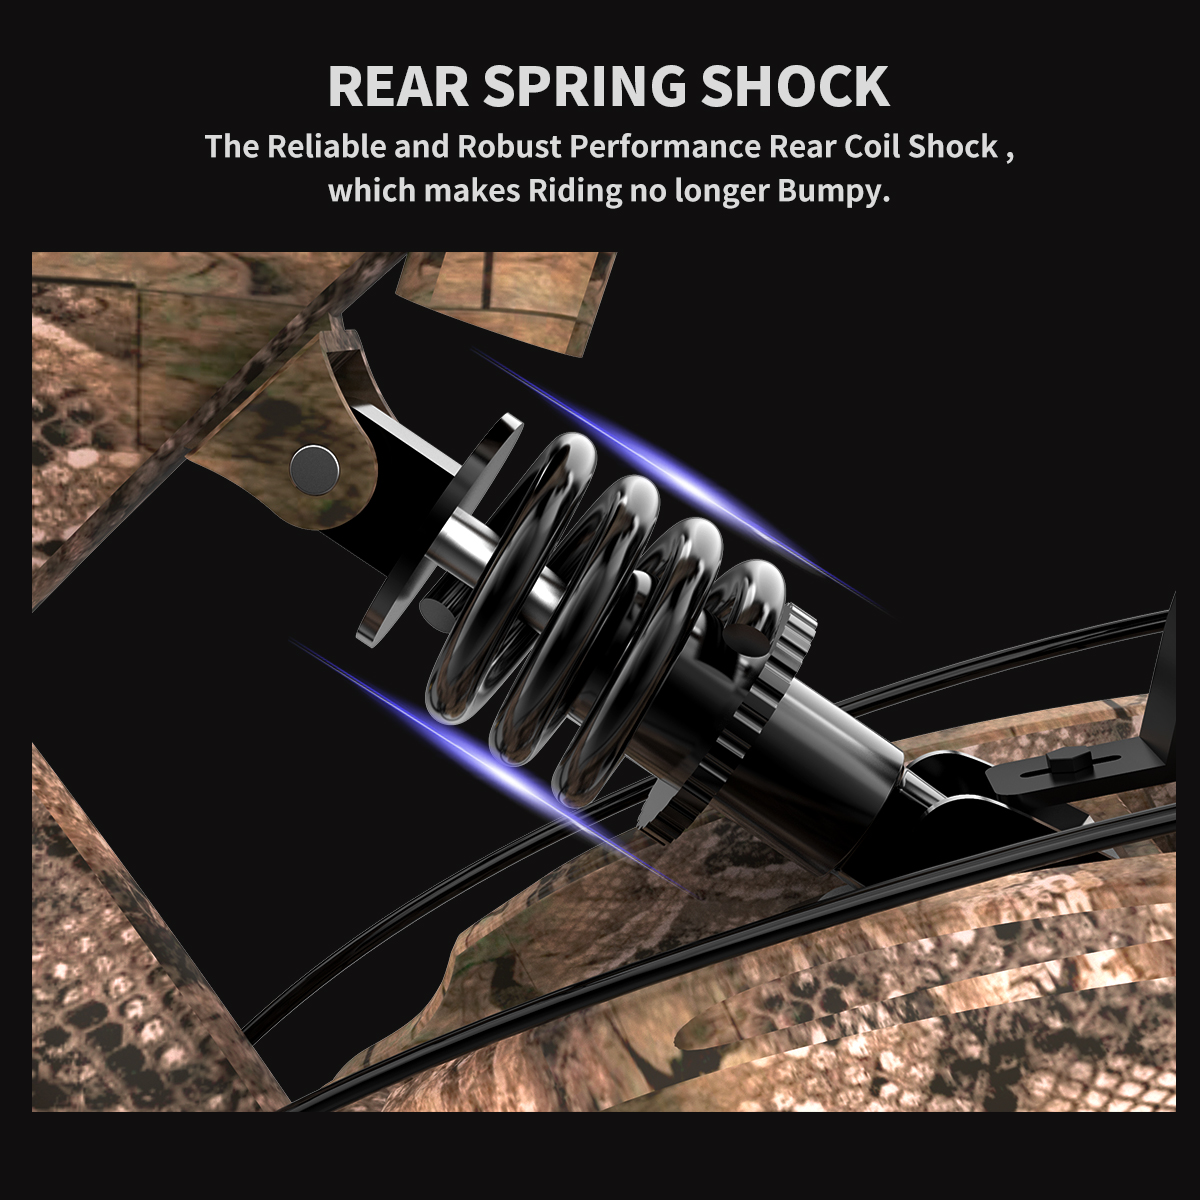 REAR SPRING SHOCK
The Reliable and Robust Performance Rear Coil Shock ,
which makes Riding no longer Bumpy.